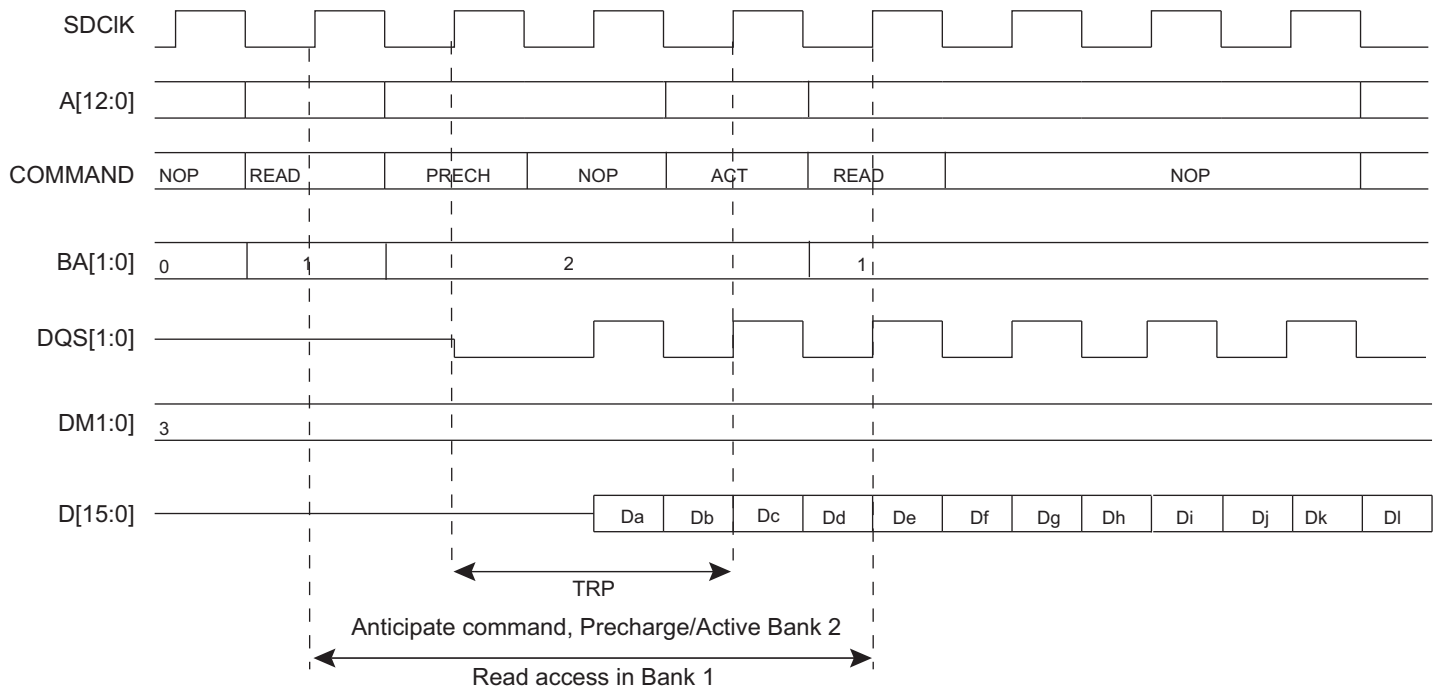 SDClK
A[12:0]
COMMAND NOP READ PRECH NOP ACT READ NOP
BA[1:0] 0 1 2 1
DQS[1:0]
DM1:0] 3
D[15:0] Da Db Dc Dd De Df Dg Dh Di Dj Dk Dl
TRP
Anticipate command, Precharge/Active Bank 2
Read access in Bank 1